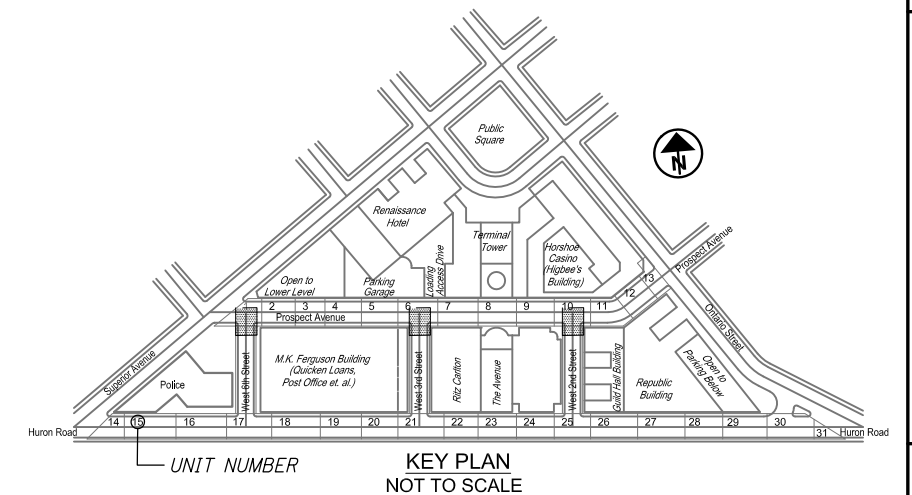 Public
Square
N
Renaissance
Hotel
Terminal
Tower
Horshoe
Casino
(Higbee's
Building)
Loading
Access Drive
Open to
Lower Level
Parking
Garage
Prospect Avenue
13
12
2 3 4 5 6 7 8 9 10 11
Prospect Avenue
Ontario Street
Superior Avenue
Police
West 6th Street
M.K. Ferguson Building
(Quicken Loans,
Post Office et. al.)
West 3rd Street
Ritz Carlton
The Avenue
West 2nd Street
Guild Hall Building
Republic
Building
Open to
Parking Below
14 15 16 17 18 19 20 21 22 23 24 25 26 27 28 29 30
Huron Road
31 Huron Road
UNIT NUMBER
KEY PLAN
NOT TO SCALE